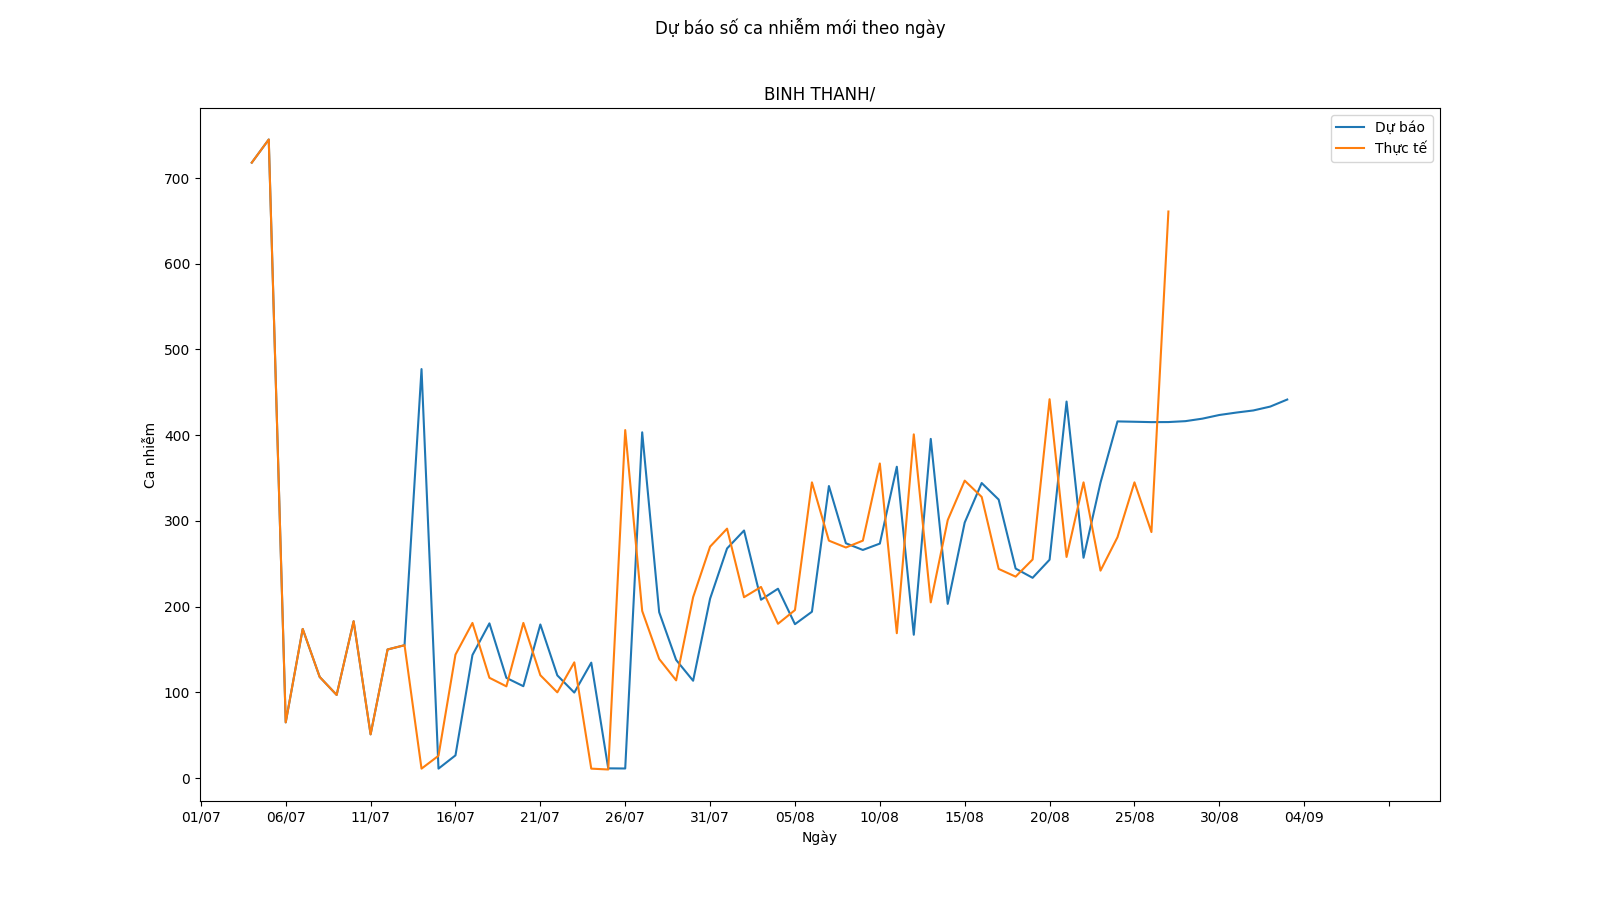 Dự báo số ca nhiễm mới theo ngày
BINH THANH/
Dự báo
Thực tế
Ca nhiễm
700
600
500
400
300
200
100
0
01/07 06/07 11/07 16/07 21/07 26/07 31/07 05/08 10/08 15/08 20/08 25/08 30/08 04/09
Ngày